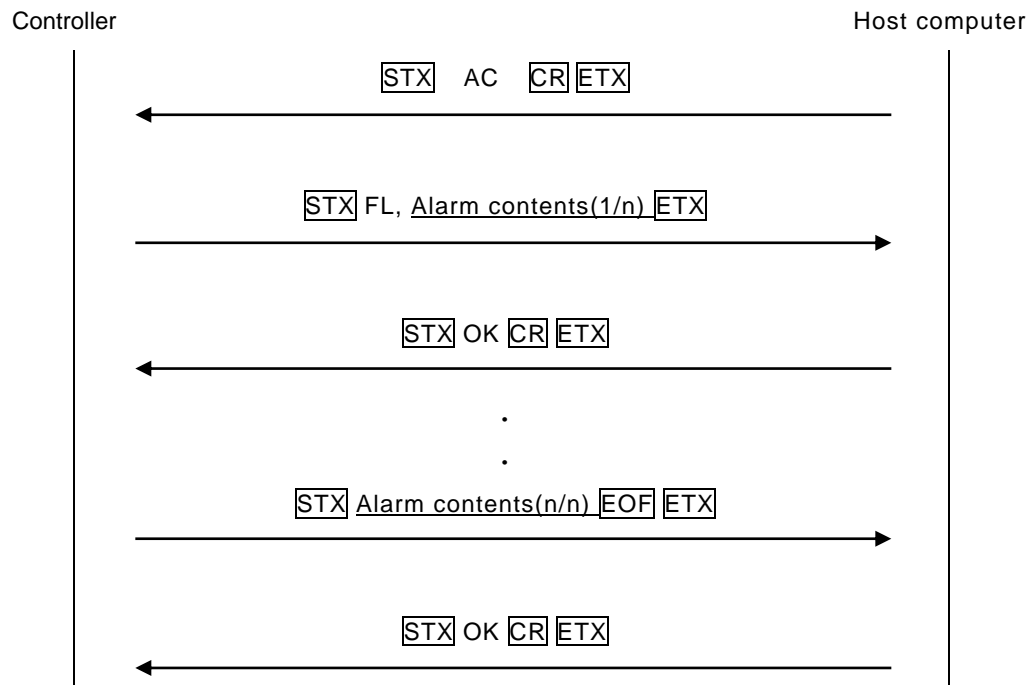 Controller Host computer
STX AC CR ETX
STX FL, Alarm contents(1/n) ETX
STX OK CR ETX
.
.
STX Alarm contents(n/n) EOF ETX
STX OK CR ETX